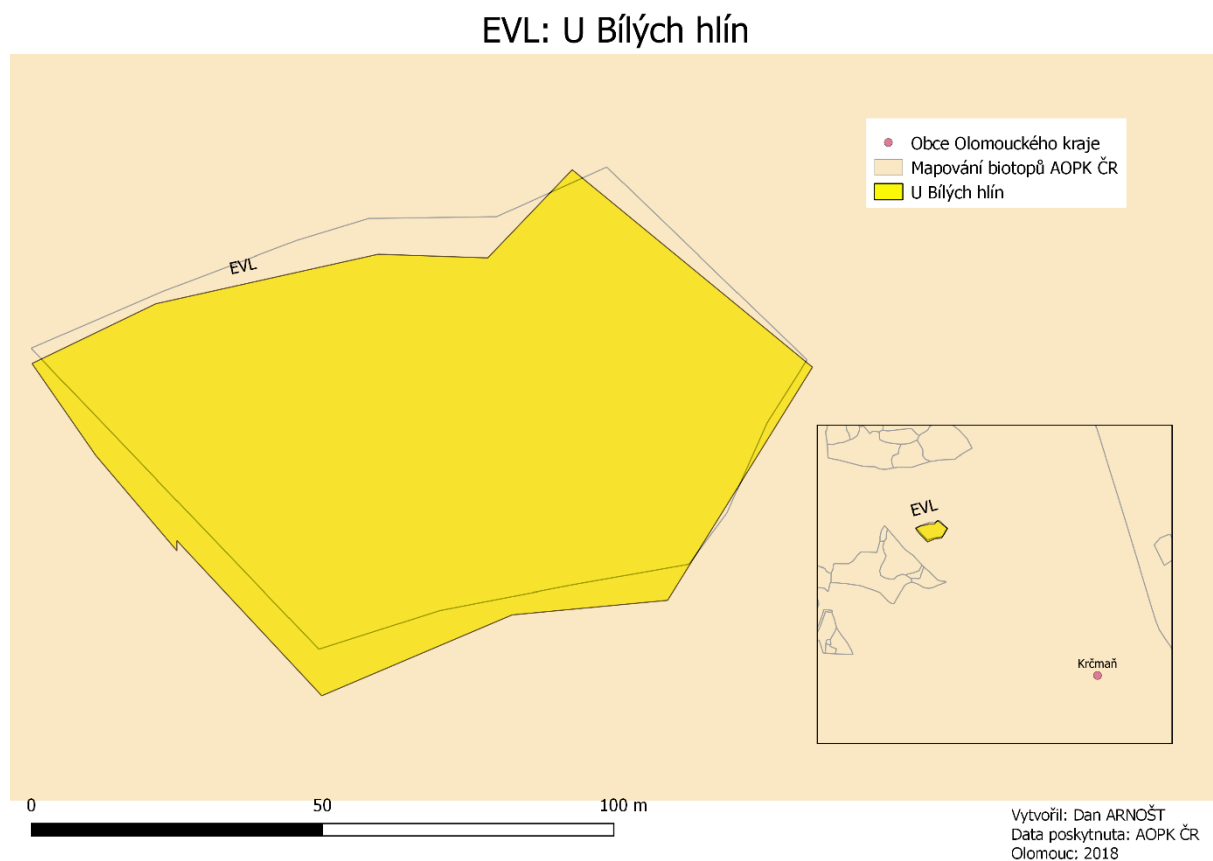 EVL: U Bílých hlín
Obce Olomouckého kraje
Mapování biotopů AOPK ČR
U Bílých hlín
EVL
EVL
Krčmaň
0 50 100 m
Vytvořil: Dan ARNOŠT
Data poskytnuta: AOPK ČR
Olomouc; 2018